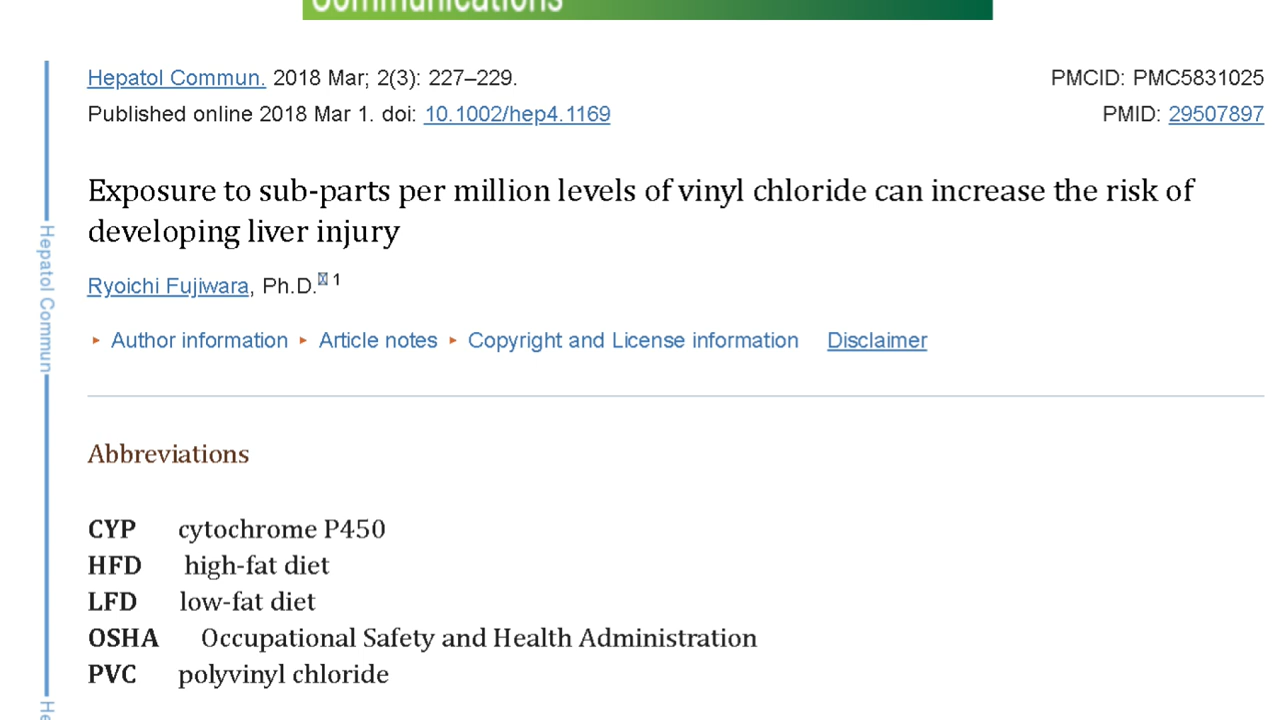 Communications
Hepatol Commun. 2018 Mar; 2(3): 227–229.
PMCID: PMC5831025
Published online 2018 Mar 1. doi: 10.1002/hep4.1169
PMID: 29507897
Exposure to sub-parts per million levels of vinyl chloride can increase the risk of
developing liver injury
Ryoichi Fujiwara, Ph.D. 1
Author information Article notes Copyright and License information Disclaimer
Abbreviations
CYP cytochrome P450
HFD high-fat diet
LFD low-fat diet
OSHA Occupational Safety and Health Administration
PVC polyvinyl chloride
Hepatol Commun
He